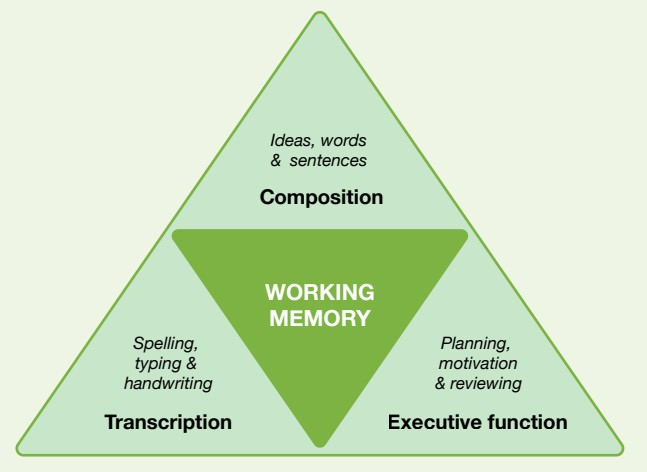 Ideas, words
& sentences
Composition
WORKING
MEMORY
Spelling,
typing &
handwriting
Transcription
Planning,
motivation
& reviewing
Executive function